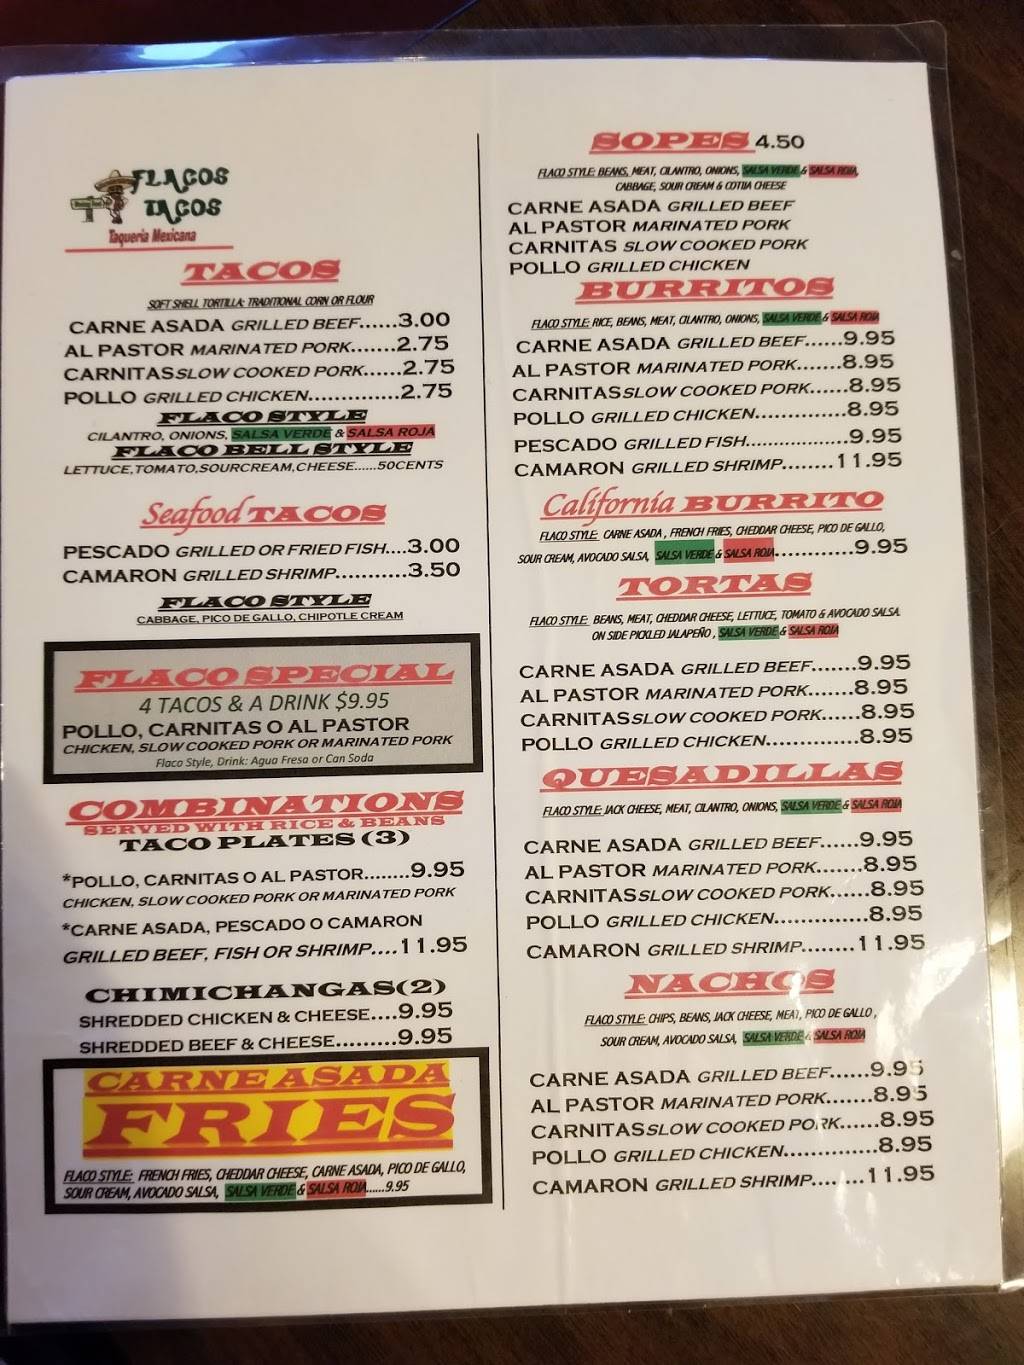 FLACOS
TACOS
Taqueria Mexicana
TACOS
SOFT SHELL TORTILLA: TRADITIONAL CORN OR FLOUR
CARNE ASADA GRILLED BEEF......3.00
AL PASTOR MARINATED PORK.......2.75
CARNITAS SLOW COOKED PORK......2.75
POLLO GRILLED CHICKEN..............2.75
FLACO STYLE
CILANTRO, ONIONS, SALSA VERDE & SALSA ROJA
FLACO BELL STYLE
LETTUCE,TOMATO,SOURCREAM,CHEESE......50CENTS
Seafood TACOS
PESCADO GRILLED OR FRIED FISH....3.00
CAMARON GRILLED SHRIMP...........3.50
FLACO STYLE
CABBAGE, PICO DE GALLO, CHIPOTLE CREAM
FLACO SPECIAL
4 TACOS & A DRINK $9.95
POLLO, CARNITAS O AL PASTOR
CHICKEN, SLOW COOKED PORK OR MARINATED PORK
Flaco Style, Drink: Agua Fresa or Can Soda
COMBINATIONS
SERVED WITH RICE & BEANS
TACO PLATES (3)
*POLLO, CARNITAS O AL PASTOR........9.95
CHICKEN, SLOW COOKED PORK OR MARINATED PORK
*CARNE ASADA, PESCADO O CAMARON
GRILLED BEEF, FISH OR SHRIMP....11.95
CHIMICHANGAS(2)
SHREDDED CHICKEN & CHEESE....9.95
SHREDDED BEEF & CHEESE.........9.95
CARNE ASADA
FRIES
FLACO STYLE: FRENCH FRIES, CHEDDAR CHEESE, CARNE ASADA, PICO DE GALLO,
SOUR CREAM, AVOCADO SALSA, SALSA VERDE & SALSA ROJA......9.95
SOPES 4.50
FLACO STYLE: BEANS, MEAT, CILANTRO, ONIONS, SALSA VERDE & SALSA ROJA,
CABBAGE, SOUR CREAM & COTIJA CHEESE
CARNE ASADA GRILLED BEEF
AL PASTOR MARINATED PORK
CARNITAS SLOW COOKED PORK
POLLO GRILLED CHICKEN
BURRITOS
FLACO STYLE: RICE, BEANS, MEAT, CILANTRO, ONIONS, SALSA VERDE & SALSA ROJA
CARNE ASADA GRILLED BEEF......9.95
AL PASTOR MARINATED PORK.......8.95
CARNITAS SLOW COOKED PORK......8.95
POLLO GRILLED CHICKEN..............8.95
PESCADO GRILLED FISH...................9.95
CAMARON GRILLED SHRIMP........11.95
California BURRITO
FLACO STYLE: CARNE ASADA , FRENCH FRIES, CHEDDAR CHEESE, PICO DE GALLO,
SOUR CREAM, AVOCADO SALSA, SALSA VERDE & SALSA ROJA............9.95
TORTAS
FLACO STYLE: BEANS, MEAT, CHEDDAR CHEESE, LETTUCE, TOMATO & AVOCADO SALSA.
ON SIDE PICKLED JALAPEÑO , SALSA VERDE & SALSA ROJA
CARNE ASADA GRILLED BEEF.......9.95
AL PASTOR MARINATED PORK.......8.95
CARNITAS SLOW COOKED PORK......8.95
POLLO GRILLED CHICKEN..............8.95
QUESADILLAS
FLACO STYLE: JACK CHEESE, MEAT, CILANTRO, ONIONS, SALSA VERDE & SALSA ROJA
CARNE ASADA GRILLED BEEF......9.95
AL PASTOR MARINATED PORK.......8.95
CARNITAS SLOW COOKED PORK......8.95
POLLO GRILLED CHICKEN..............8.95
CAMARON GRILLED SHRIMP........11.95
NACHOS
FLACO STYLE: CHIPS, BEANS, JACK CHEESE, MEAT, PICO DE GALLO ,
SOUR CREAM, AVOCADO SALSA, SALSA VERDE & SALSA ROJA
CARNE ASADA GRILLED BEEF......9.95
AL PASTOR MARINATED PORK.......8.95
CARNITAS SLOW COOKED PORK......8.95
POLLO GRILLED CHICKEN..............8.95
CAMARON GRILLED SHRIMP........11.95